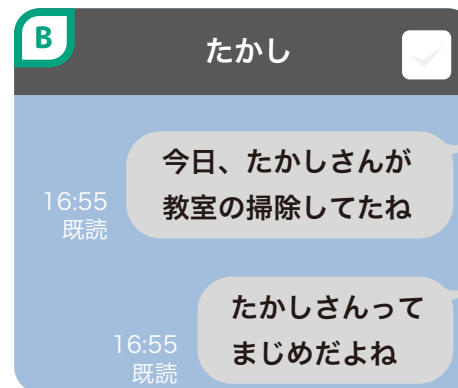 B
たかし
今日、たかしさんが
教室の掃除してたね
16:55
既読
たかしさんって
まじめだよね
16:55
既読